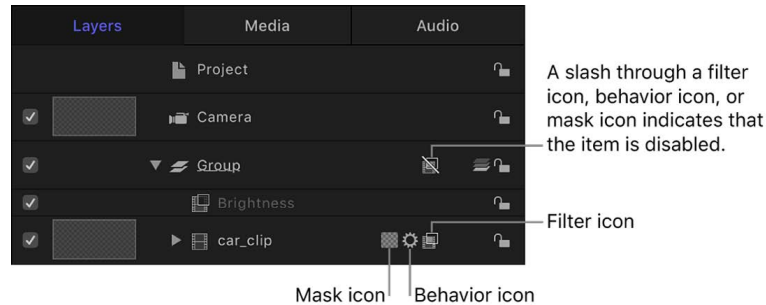 Layers Media Audio
Project
Camera
Group
Brightness
car_clip
A slash through a filter
icon, behavior icon, or
mask icon indicates that
the item is disabled.
Filter icon
Mask icon Behavior icon